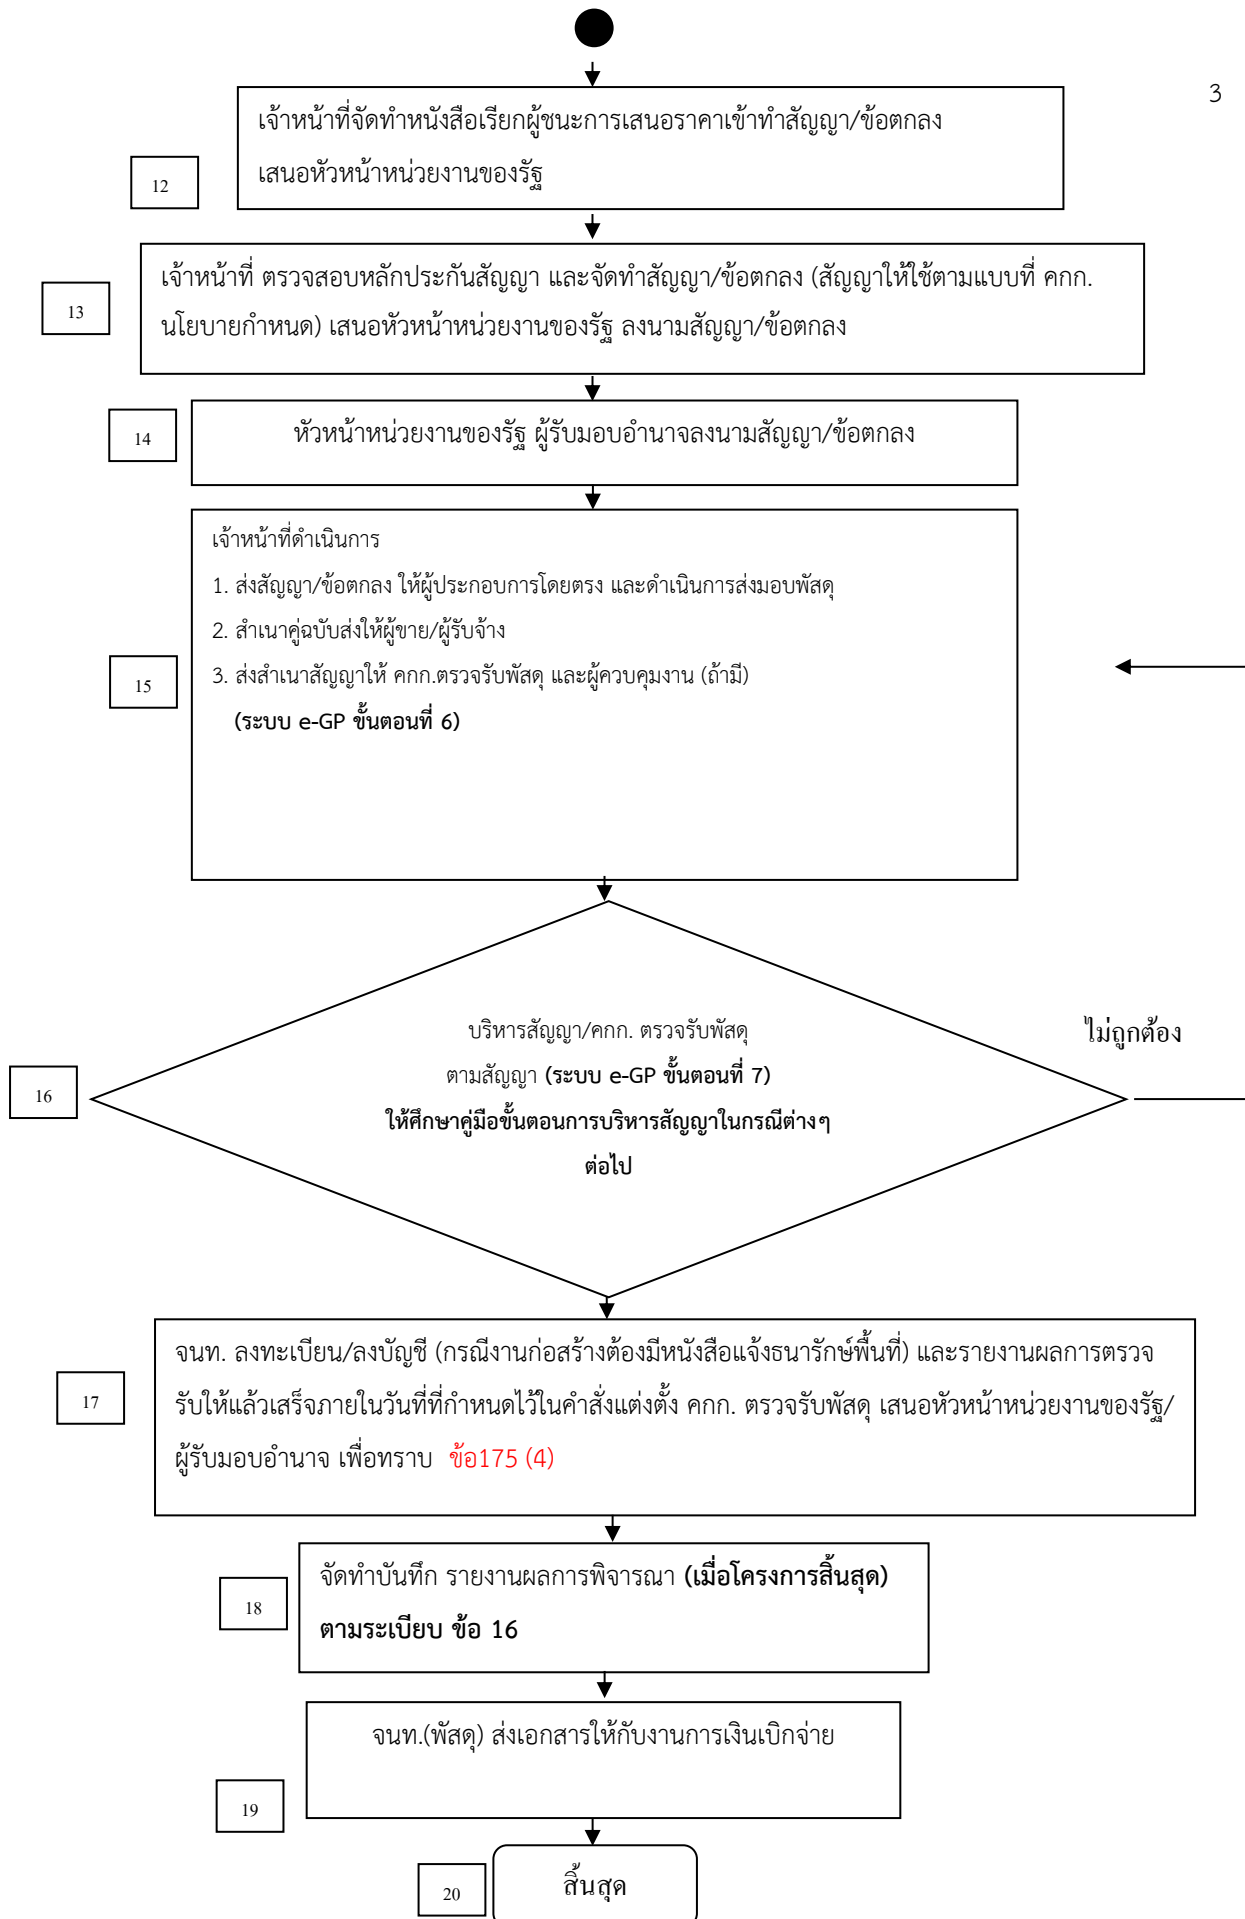 3
เจ้าหน้าที่จัดทำหนังสือเรียกผู้ชนะการเสนอราคาเข้าทำสัญญา/ข้อตกลง
เสนอหัวหน้าหน่วยงานของรัฐ
12
เจ้าหน้าที่ ตรวจสอบหลักประกันสัญญา และจัดทำสัญญา/ข้อตกลง (สัญญาให้ใช้ตามแบบที่ คกก.
นโยบายกำหนด) เสนอหัวหน้าหน่วยงานของรัฐ ลงนามสัญญา/ข้อตกลง
13
หัวหน้าหน่วยงานของรัฐ ผู้รับมอบอำนาจลงนามสัญญา/ข้อตกลง
14
เจ้าหน้าที่ดำเนินการ
1. ส่งสัญญา/ข้อตกลง ให้ผู้ประกอบการโดยตรง และดำเนินการส่งมอบพัสดุ
2. สำเนาคู่ฉบับส่งให้ผู้ขาย/ผู้รับจ้าง
3. ส่งสำเนาสัญญาให้ คกก.ตรวจรับพัสดุ และผู้ควบคุมงาน (ถ้ามี)
(ระบบ e-GP ขั้นตอนที่ 6)
15
บริหารสัญญา/คกก. ตรวจรับพัสดุ
ตามสัญญา (ระบบ e-GP ขั้นตอนที่ 7)
ให้ศึกษาคู่มือขั้นตอนการบริหารสัญญาในกรณีต่างๆ
ต่อไป
ไม่ถูกต้อง
16
จนท. ลงทะเบียน/ลงบัญชี (กรณีงานก่อสร้างต้องมีหนังสือแจ้งธนารักษ์พื้นที่) และรายงานผลการตรวจ
รับให้แล้วเสร็จภายในวันที่ที่กำหนดไว้ในคำสั่งแต่งตั้ง คกก. ตรวจรับพัสดุ เสนอหัวหน้าหน่วยงานของรัฐ/
ผู้รับมอบอำนาจ เพื่อทราบ ข้อ175 (4)
17
จัดทำบันทึก รายงานผลการพิจารณา (เมื่อโครงการสิ้นสุด)
ตามระเบียบ ข้อ 16
18
จนท.(พัสดุ) ส่งเอกสารให้กับงานการเงินเบิกจ่าย
19
สิ้นสุด
20